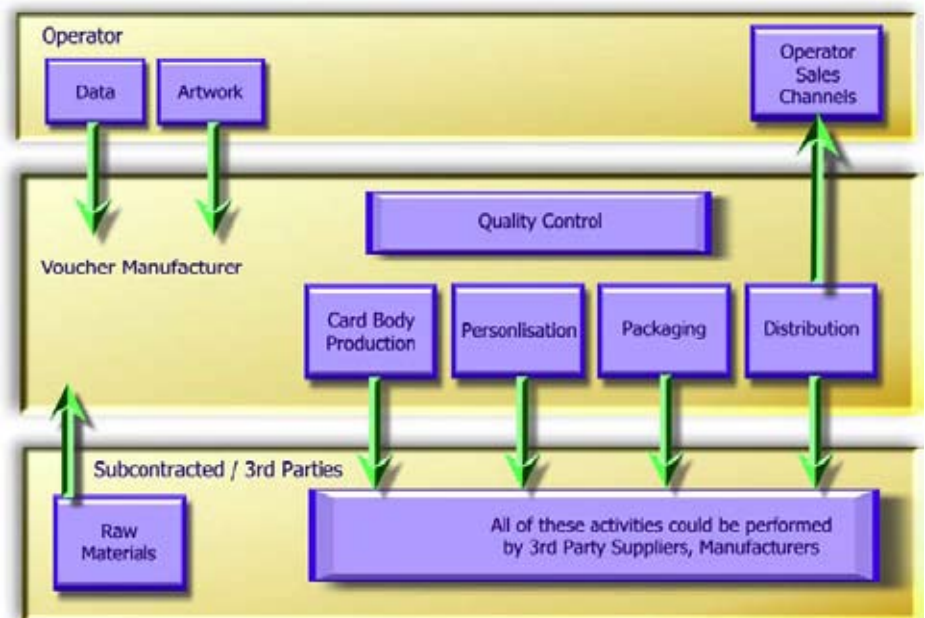 Operator
Data
Artwork
Operator
Sales
Channels
Quality Control
Voucher Manufacturer
Card Body
Production
Personlisation
Packaging
Distribution
Subcontracted / 3rd Parties
Raw
Materials
All of these activities could be performed
by 3rd Party Suppliers, Manufacturers